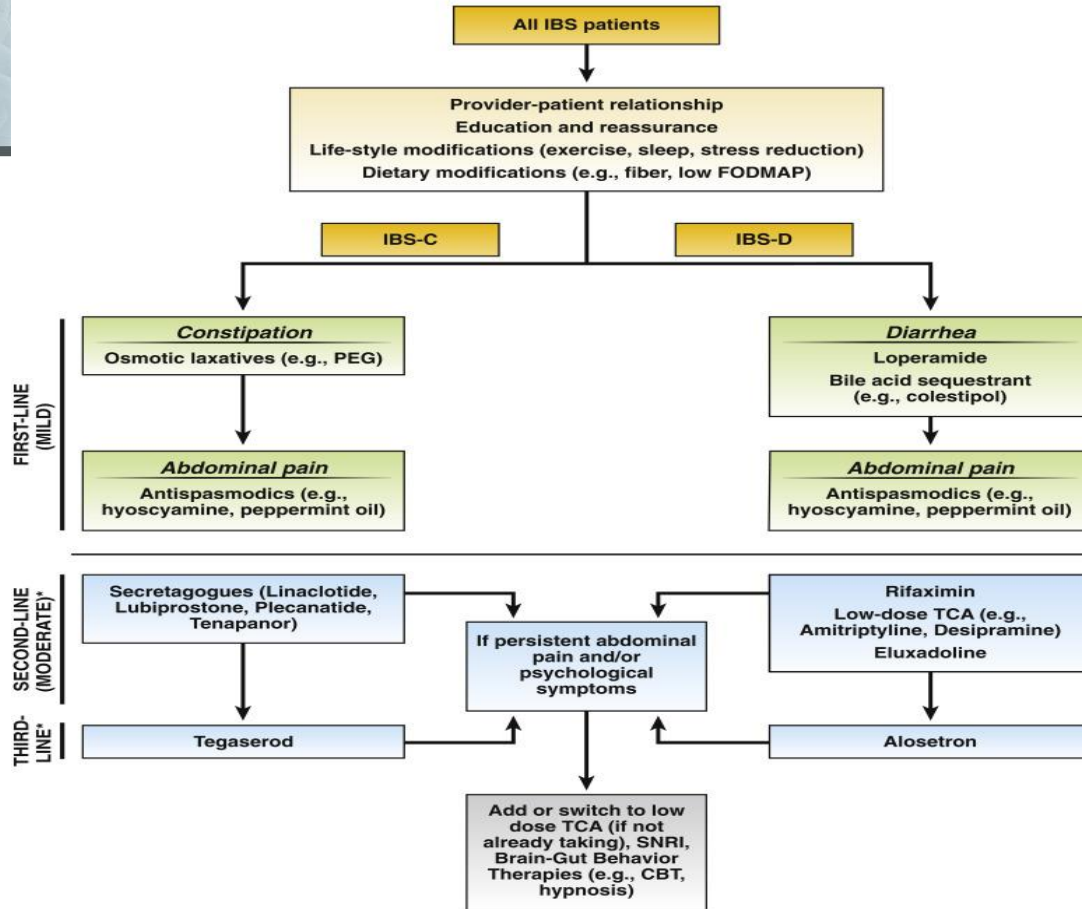 All IBS patients
Provider-patient relationship
Education and reassurance
Life-style modifications (exercise, sleep, stress reduction)
Dietary modifications (e.g., fiber, low FODMAP)
IBS-C
IBS-D
FIRST-LINE
(MILD)
Constipation
Osmotic laxatives (e.g., PEG)
Diarrhea
Loperamide
Bile acid sequestrant
(e.g., colestipol)
Abdominal pain
Antispasmodics (e.g.,
hyoscyamine, peppermint oil)
Abdominal pain
Antispasmodics (e.g.,
hyoscyamine, peppermint oil)
SECOND-LINE
(MODERATE)*
Secretagogues (Linaclotide,
Lubiprostone, Plecanatide,
Tenapanor)
If persistent abdominal
pain and/or
psychological
symptoms
Rifaximin
Low-dose TCA (e.g.,
Amitriptyline, Desipramine)
Eluxadoline
THIRD-
LINE*
Tegaserod
Alosetron
Add or switch to low
dose TCA (if not
already taking), SNRI,
Brain-Gut Behavior
Therapies (e.g., CBT,
hypnosis)